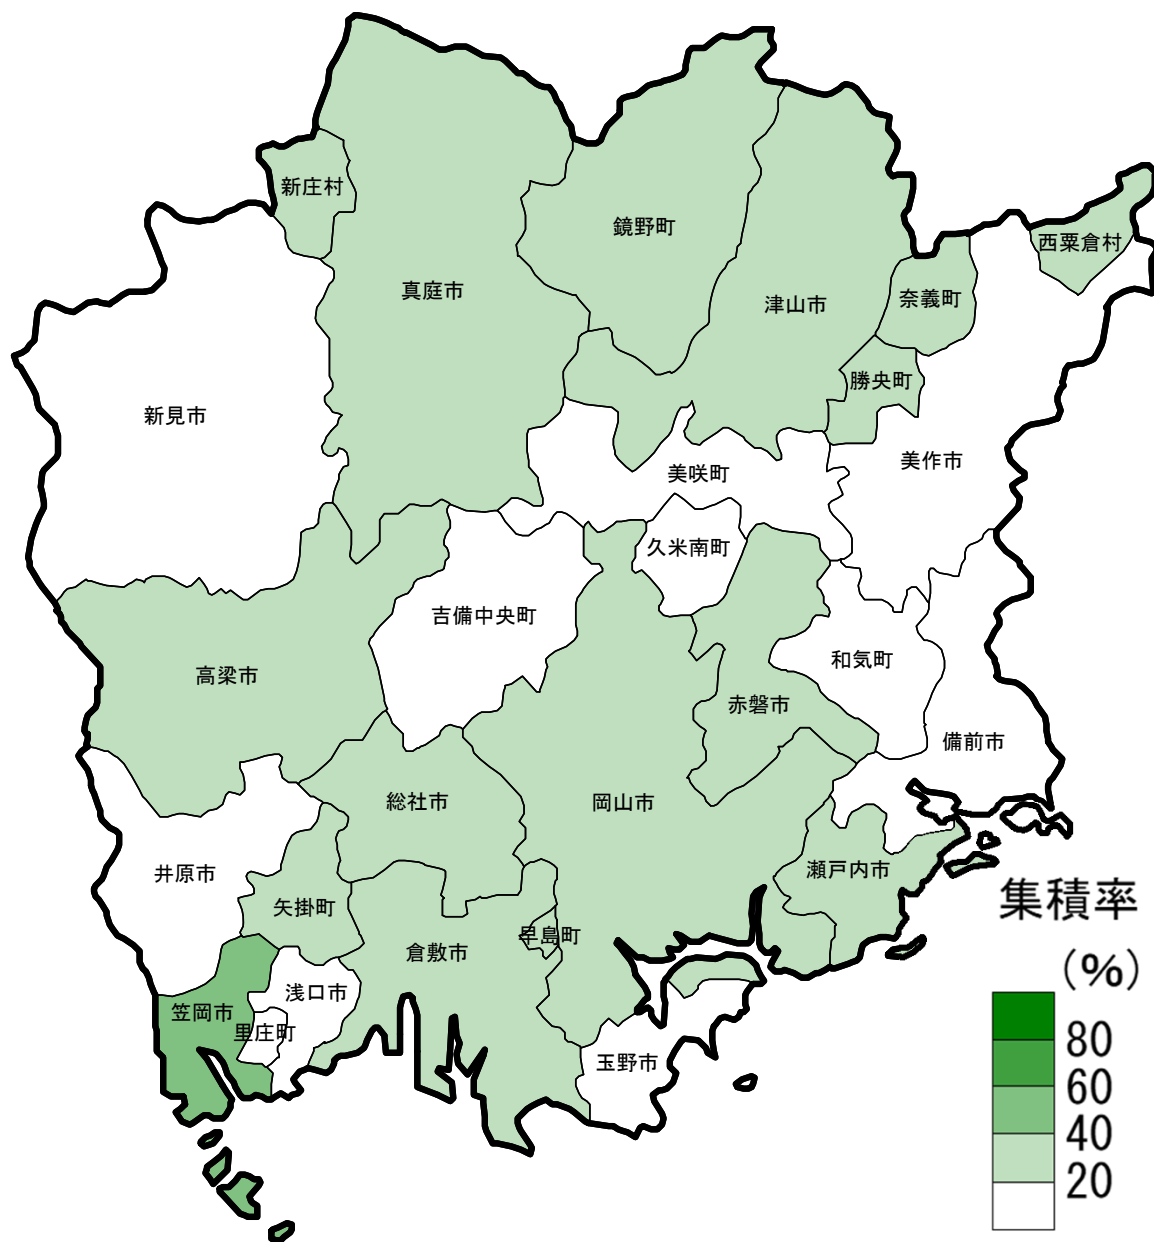 新庄村
西粟倉村
鏡野町
真庭市
奈義町
津山市
勝央町
新見市
美作市
美咲町
久米南町
吉備中央町
和気町
高梁市
赤磐市
備前市
総社市
岡山市
瀬戸内市
井原市
矢掛町
早島町
倉敷市
浅口市
笠岡市
里庄町
玉野市
集積率
(%)
80
60
40
20